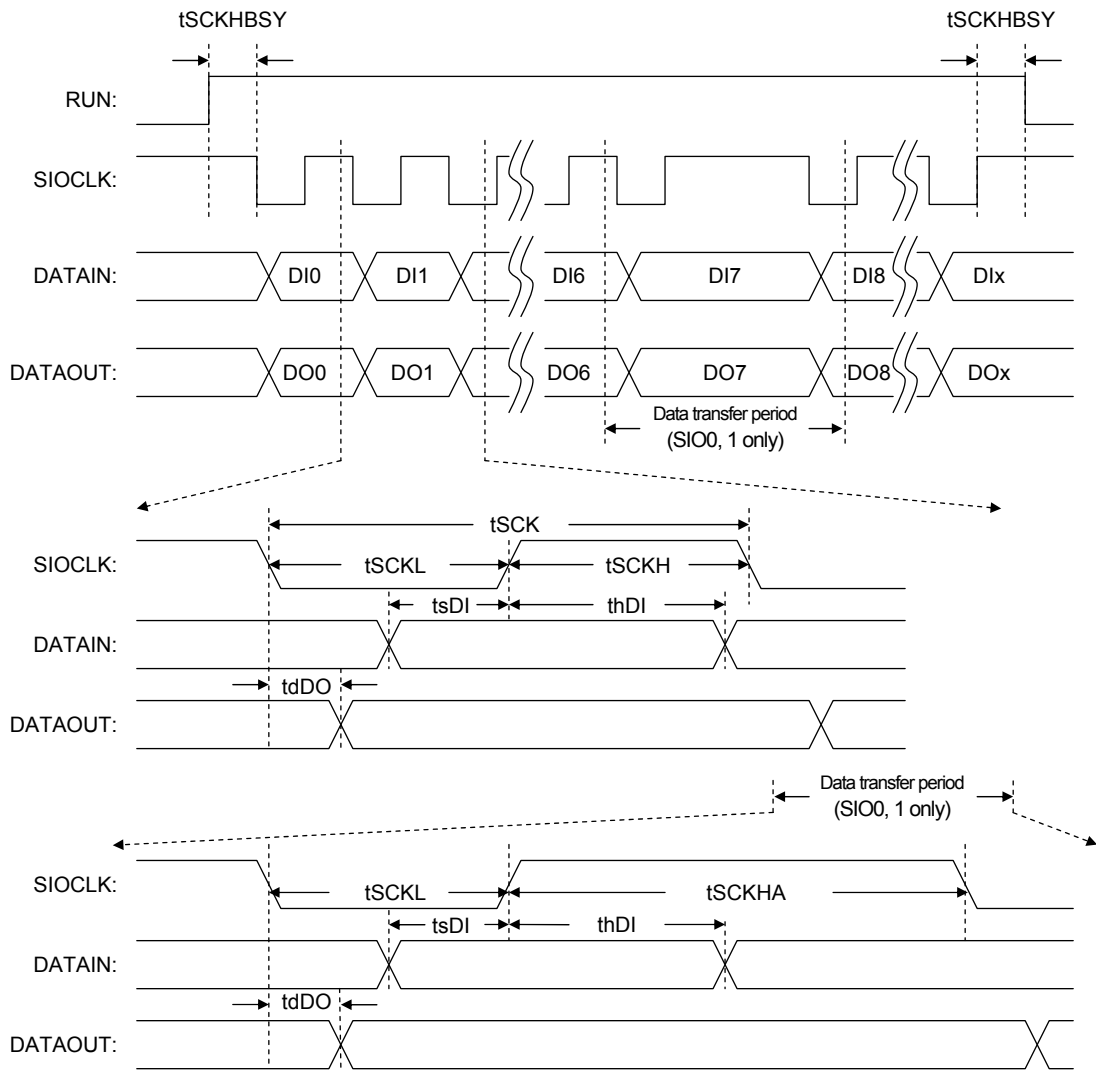 tSCKHBSY tSCKHBSY
RUN:
SIOCLK:
DATAIN: DI0 DI1 DI6 DI7 DI8 DIx
DATAOUT: DO0 DO1 DO6 DO7 DO8 DOx
Data transfer period
(SIO0, 1 only)
tSCK
SIOCLK: tSCKL tSCKH
tsDI thDI
DATAIN:
tdDO
DATAOUT:
Data transfer period
(SIO0, 1 only)
SIOCLK: tSCKL tSCKHA
tsDI thDI
DATAIN:
tdDO
DATAOUT: